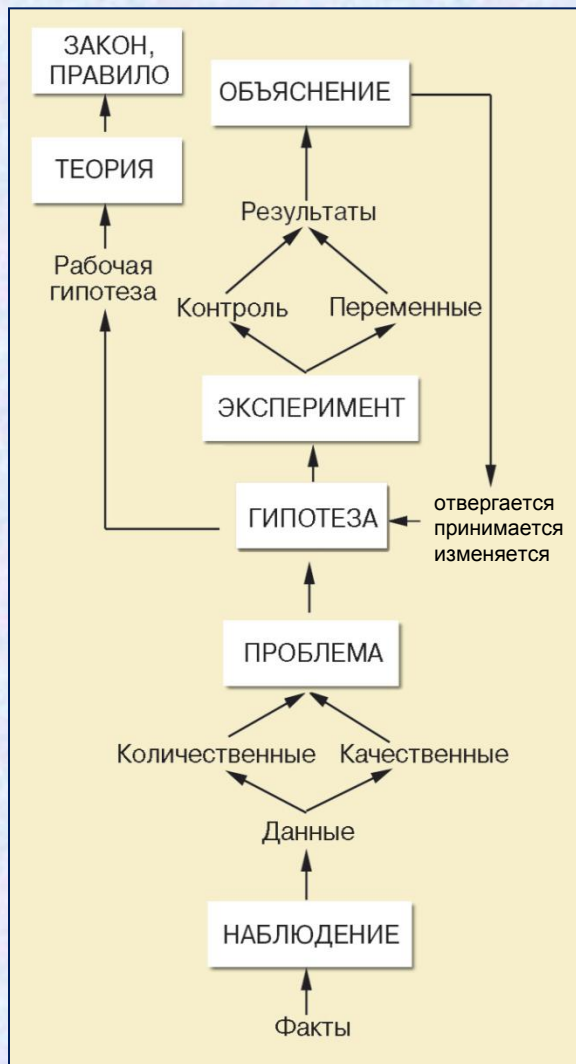 ЗАКОН,
ПРАВИЛО
ОБЪЯСНЕНИЕ
ТЕОРИЯ
Результаты
Рабочая
гипотеза
Контроль
Переменные
ЭКСПЕРИМЕНТ
ГИПОТЕЗА
отвергается
принимается
изменяется
ПРОБЛЕМА
Количественные
Качественные
Данные
НАБЛЮДЕНИЕ
Факты